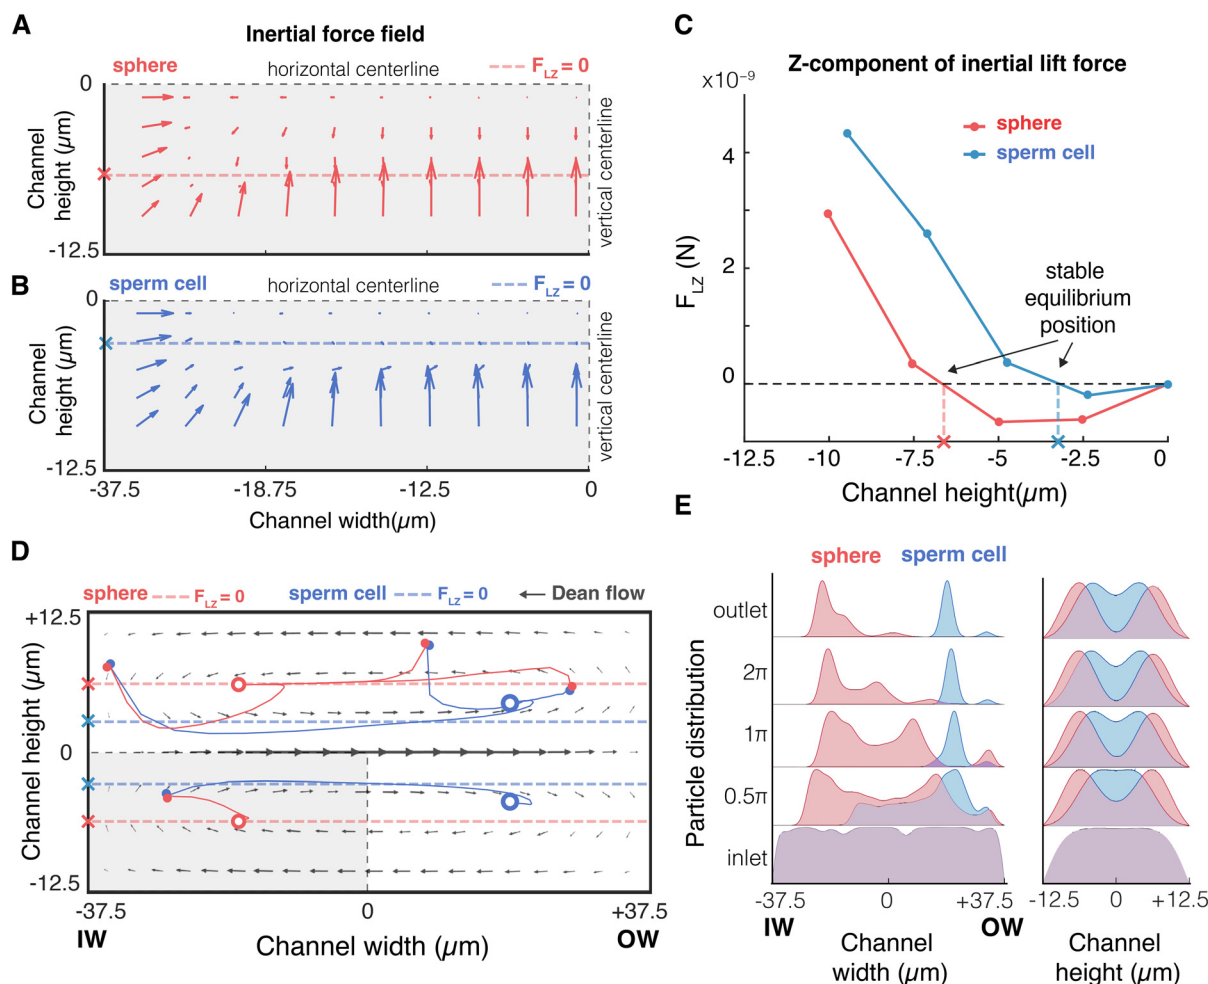 A
Inertial force field
sphere
horizontal centerline
F_LZ = 0
0
Channel
height (μm)
-12.5
vertical centerline
B
sperm cell
horizontal centerline
F_LZ = 0
0
Channel
height (μm)
-12.5
vertical centerline
-37.5 -18.75 -12.5 0
Channel width(μm)
C
Z-component of inertial lift force
x10⁻⁹
sphere
sperm cell
4
2
0
F_LZ (N)
stable
equilibrium
position
-12.5 -10 -7.5 -5 -2.5 0
Channel height(μm)
D
sphere F_LZ = 0 sperm cell F_LZ = 0 Dean flow
+12.5
0
-12.5
Channel height (μm)
-37.5 0 +37.5
IW Channel width (μm) OW
E
sphere sperm cell
Particle distribution
outlet
2π
1π
0.5π
inlet
-37.5 0 +37.5
IW OW
Channel
width (μm)
-12.5 0 +12.5
Channel
height (μm)